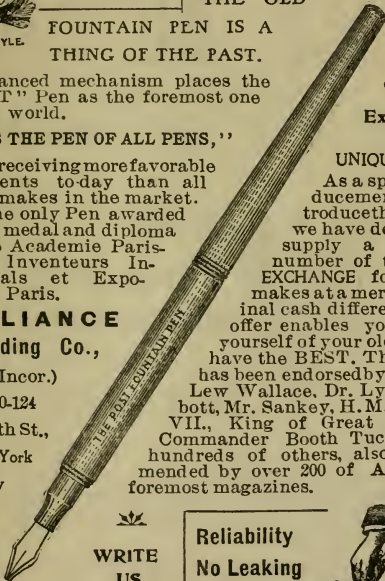 THE OLD
YLE.
FOUNTAIN PEN IS A
THING OF THE PAST.
anced mechanism places the
T" Pen as the foremost one
world.
THE PEN OF ALL PENS,"
receiving more favorable
ents to-day than all
makes in the market.
e only Pen awarded
medal and diploma
Academie Paris-
Inventeurs In-
als et Expo-
Paris.
LIANCE
ding Co.,
Incor.)
0-124
th St.,
York
THE POST FOUNTAIN PEN
Ex
UNIQU
As a sp
ducemen
troduceth
we have de
supply a
number of t
EXCHANGE fo
makes at a mer
inal cash differe
offer enables yo
yourself of your old
have the BEST. Th
has been endorsed by
Lew Wallace, Dr. Ly
bott, Mr. Sankey, H. M
VII., King of Great
Commander Booth Tuc
hundreds of others, also
mended by over 200 of A
foremost magazines.
WRITE
US
Reliability
No Leaking